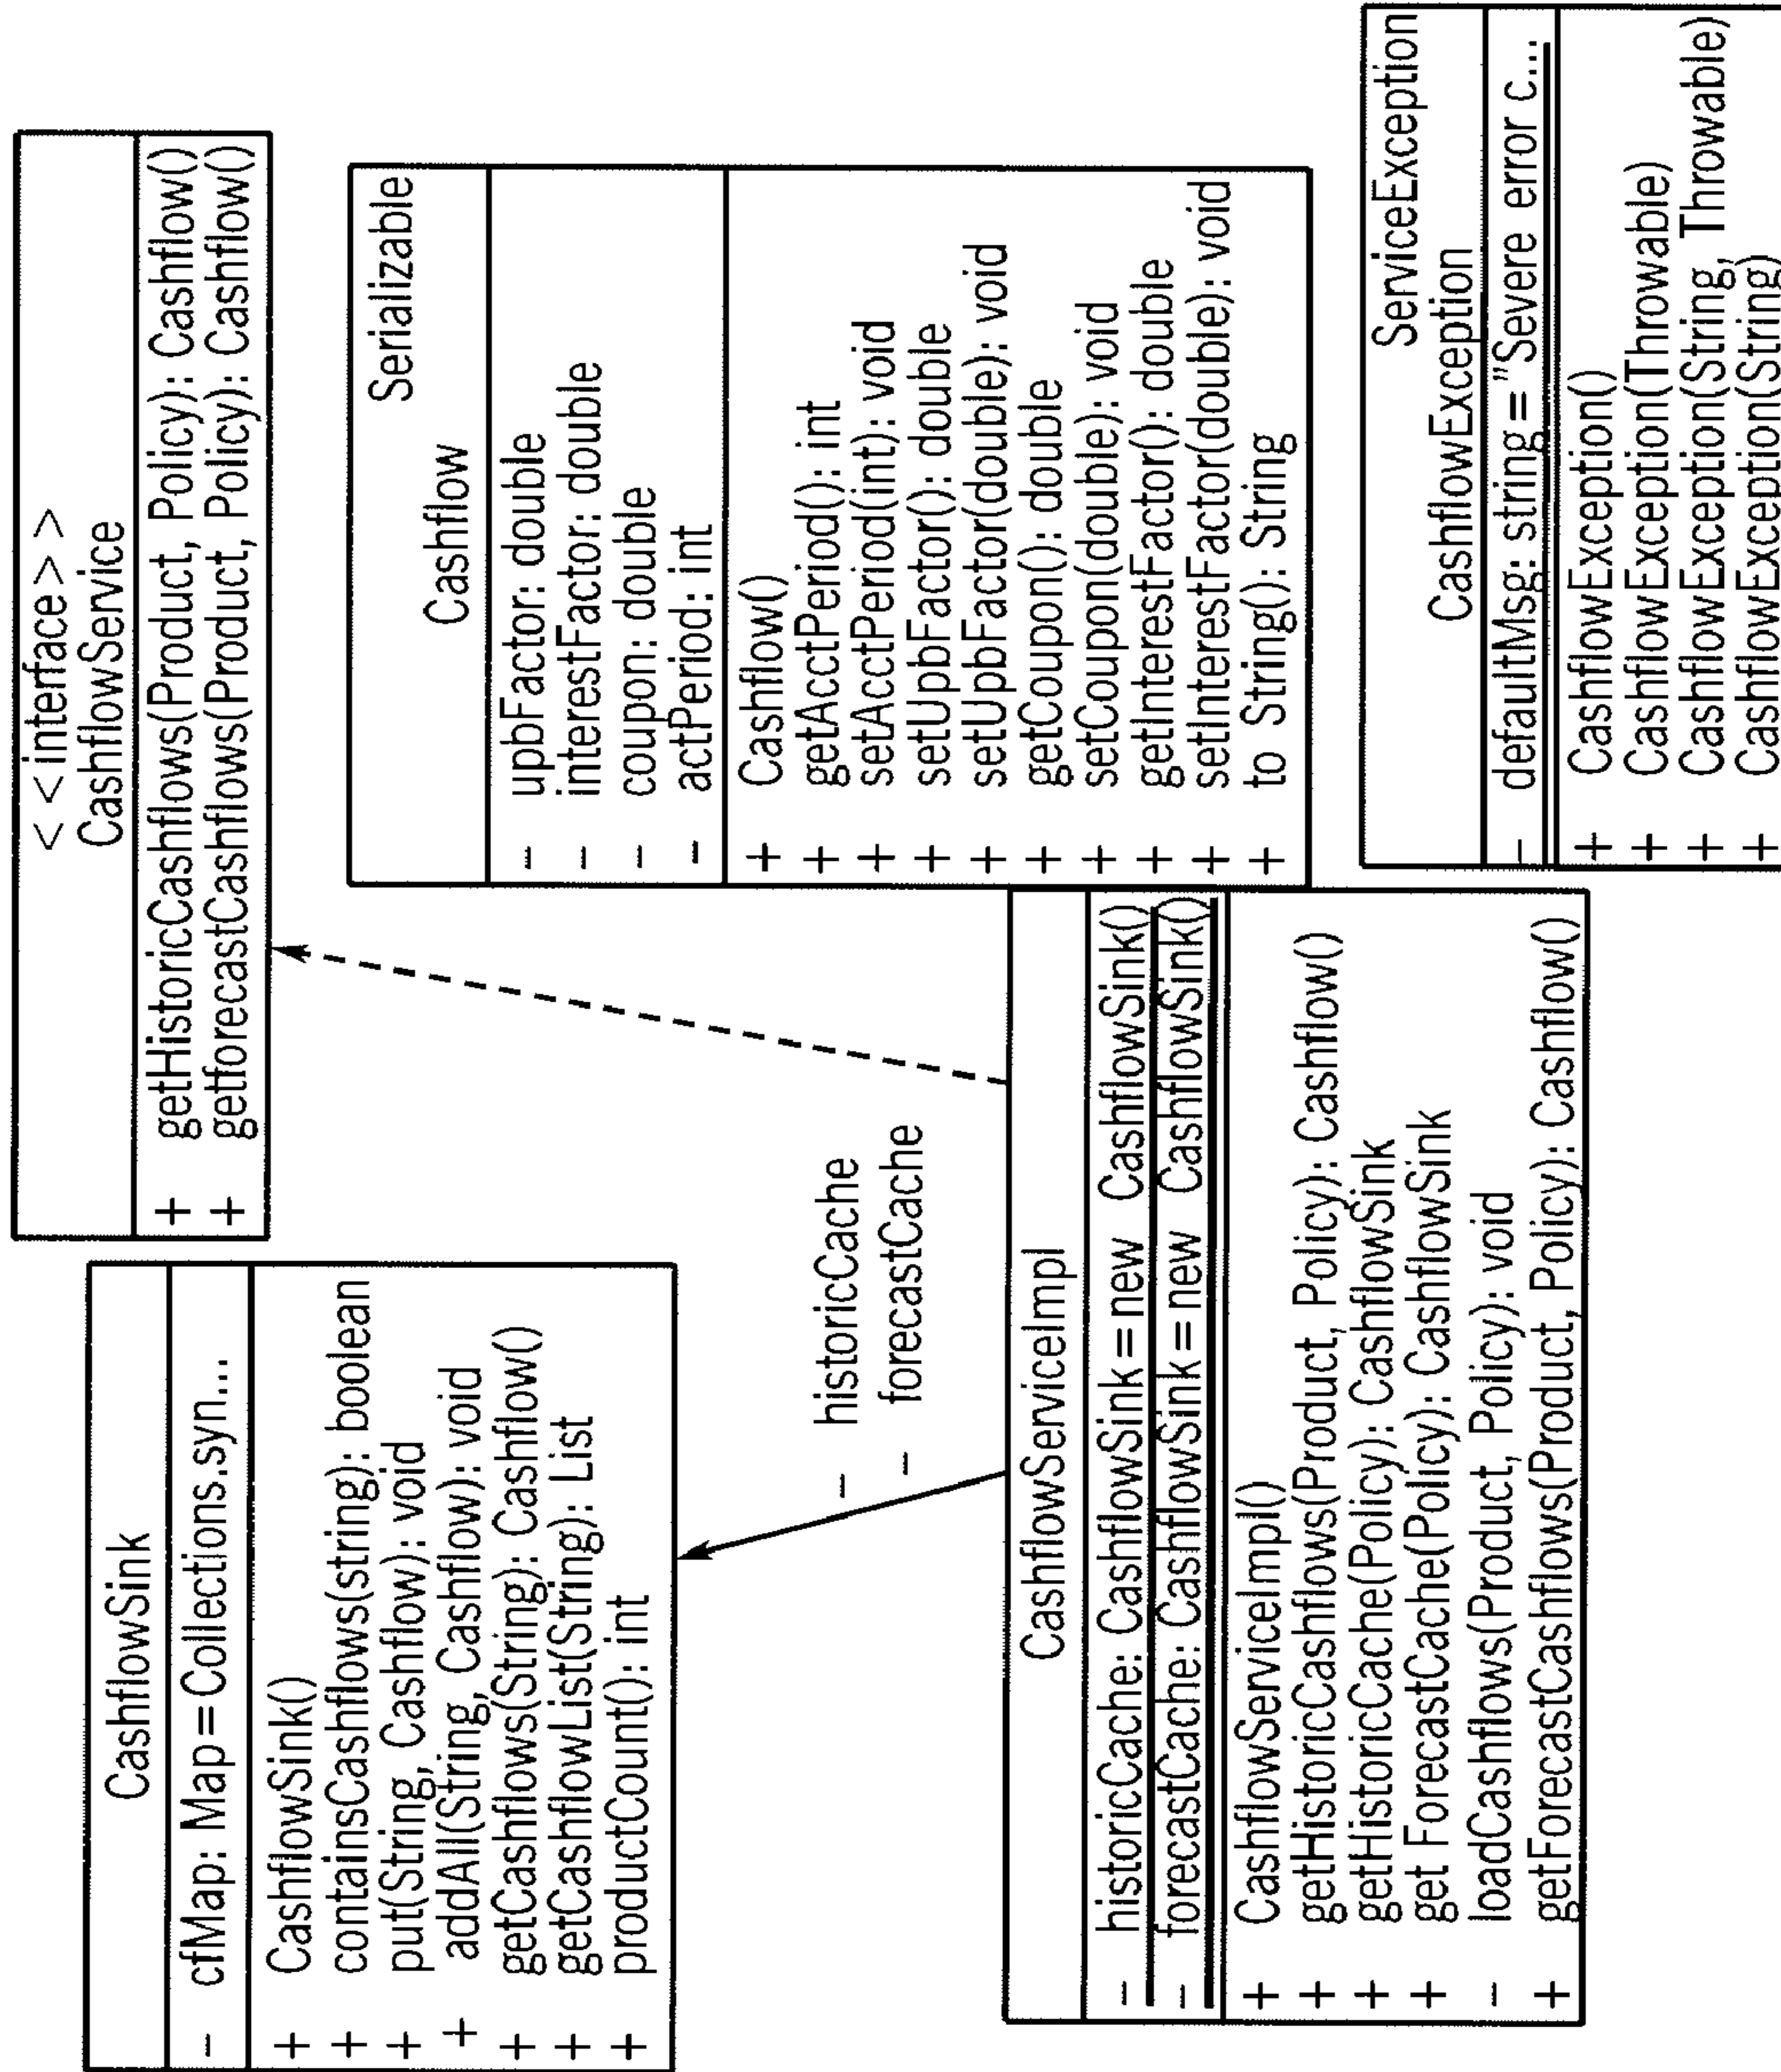 CashflowSink
- cfMap: Map=Collections.syn...
+ CashflowSink()
+ containsCashflows(string): boolean
+ put(String, Cashflow): void
+ addAll(String, Cashflow): void
+ getCashflows(String): Cashflow()
+ getCashflowList(String): List
+ productCount(): int
< < interface > >
CashflowService
+ getHistoricCashflows(Product, Policy): Cashflow()
+ getforecastCashflows(Product, Policy): Cashflow()
- historicCache
- forecastCache
Serializable
Cashflow
- upbFactor: double
- interestFactor: double
- coupon: double
- actPeriod: int
+ Cashflow()
+ getAcctPeriod(): int
+ setAcctPeriod(int): void
+ setUpbFactor(): double
+ setUpbFactor(double): void
+ getCoupon(): double
+ setCoupon(double): void
+ getInterestFactor(): double
+ setInterestFactor(double): void
+ to String(): String
CashflowServiceImpl
- historicCache: CashflowSink=new CashflowSink()
- forecastCache: CashflowSink=new CashflowSink()
+ CashflowServiceImpl()
+ getHistoricCashflows(Product, Policy): Cashflow()
+ getHistoricCache(Policy): CashflowSink
+ get ForecastCache(Policy): CashflowSink
- loadCashflows(Product, Policy): void
+ getForecastCashflows(Product, Policy): Cashflow()
ServiceException
CashflowException
- defaultMsg: string = "Severe error c...
+ CashflowException()
+ CashflowException(Throwable)
+ CashflowException(String, Throwable)
+ CashflowException(String)